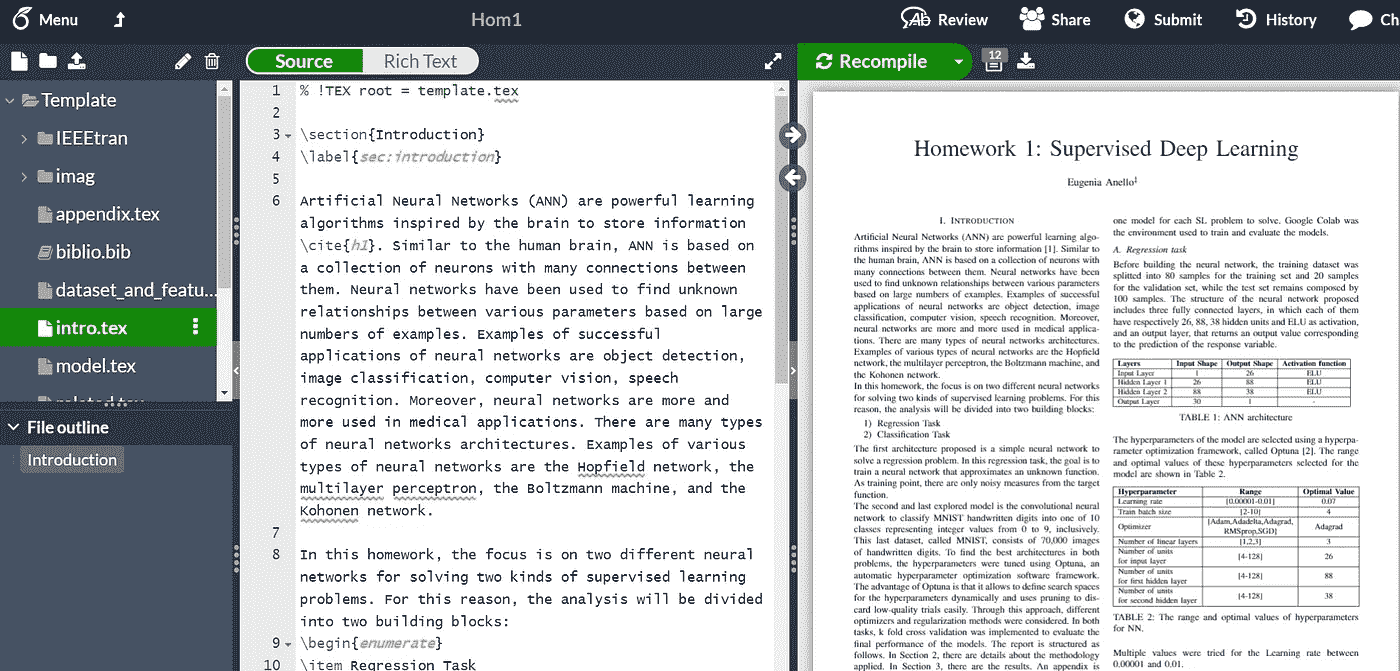 Menu
Hom1
Review
Share
Submit
History
Ch
Source
Rich Text
Recompile
12
Template
IEEEtran
imag
appendix.tex
biblio.bib
dataset_and_featu...
intro.tex
model.tex
File outline
Introduction
1 % !TEX root = template.tex
2
3 \section{Introduction}
4 \label{sec:introduction}
5
6 Artificial Neural Networks (ANN) are powerful learning
algorithms inspired by the brain to store information
\cite{h1}. Similar to the human brain, ANN is based on
a collection of neurons with many connections between
them. Neural networks have been used to find unknown
relationships between various parameters based on large
numbers of examples. Examples of successful
applications of neural networks are object detection,
image classification, computer vision, speech
recognition. Moreover, neural networks are more and
more used in medical applications. There are many types
of neural networks architectures. Examples of various
types of neural networks are the Hopfield network, the
multilayer perceptron, the Boltzmann machine, and the
Kohonen network.
7
8 In this homework, the focus is on two different neural
networks for solving two kinds of supervised learning
problems. For this reason, the analysis will be divided
into two building blocks:
9 \begin{enumerate}
10 \item Regression Task
Homework 1: Supervised Deep Learning
Eugenia Anello‡
I. INTRODUCTION
Artificial Neural Networks (ANN) are powerful learning algo-
rithms inspired by the brain to store information [1]. Similar to
the human brain, ANN is based on a collection of neurons with
many connections between them. Neural networks have been
used to find unknown relationships between various parameters
based on large numbers of examples. Examples of successful
applications of neural networks are object detection, image
classification, computer vision, speech recognition. Moreover,
neural networks are more and more used in medical applica-
tions. There are many types of neural networks architectures.
Examples of various types of neural networks are the Hopfield
network, the multilayer perceptron, the Boltzmann machine, and
the Kohonen network.
In this homework, the focus is on two different neural networks
for solving two kinds of supervised learning problems. For this
reason, the analysis will be divided into two building blocks:
1) Regression Task
2) Classification Task
The first architecture proposed is a simple neural network to
solve a regression problem. In this regression task, the goal is to
train a neural network that approximates an unknown function.
As training point, there are only noisy measures from the target
function.
The second and last explored model is the convolutional neural
network to classify MNIST handwritten digits into one of 10
classes representing integer values from 0 to 9, inclusively.
This last dataset, called MNIST, consists of 70,000 images
of handwritten digits. To find the best architectures in both
problems, the hyperparameters were tuned using Optuna, an
automatic hyperparameter optimization software framework.
The advantage of Optuna is that it allows to define search spaces
for the hyperparameters dynamically and uses pruning to dis-
card low-quality trials easily. Through this approach, different
optimizers and regularization methods were considered. In both
tasks, k fold cross validation was implemented to evaluate the
final performance of the models. The report is structured as
follows. In Section 2, there are details about the methodology
applied. In Section 3, there are the results. An appendix is
one model for each SL problem to solve. Google Colab was
the environment used to train and evaluate the models.
A. Regression task
Before building the neural network, the training dataset was
splitted into 80 samples for the training set and 20 samples
for the validation set, while the test set remains composed by
100 samples. The structure of the neural network proposed
includes three fully connected layers, in which each of them
have respectively 26, 88, 38 hidden units and ELU as activation,
and an output layer, that returns an output value corresponding
to the prediction of the response variable.
Layers Input Shape Output Shape Activation function
Input Layer 1 26 ELU
Hidden Layer 1 26 88 ELU
Hidden Layer 2 88 38 ELU
Output Layer 30 1 -
TABLE 1: ANN architecture
The hyperparameters of the model are selected using a hyperpa-
rameter optimization framework, called Optuna [2]. The range
and optimal values of these hyperparameters selected for the
model are shown in Table 2.
Hyperparameter Range Optimal Value
Learning rate [0.00001-0.01] 0.07
Train batch size [2-10] 4
Optimizer [Adam,Adadelta,Adagrad, RMSprop,SGD] Adagrad
Number of linear layers [1,2,3] 3
Number of units for input layer [4-128] 26
Number of units for first hidden layer [4-128] 88
Number of units for second hidden layer [4-128] 38
TABLE 2: The range and optimal values of hyperparameters
for NN.
Multiple values were tried for the Learning rate between
0.00001 and 0.01.